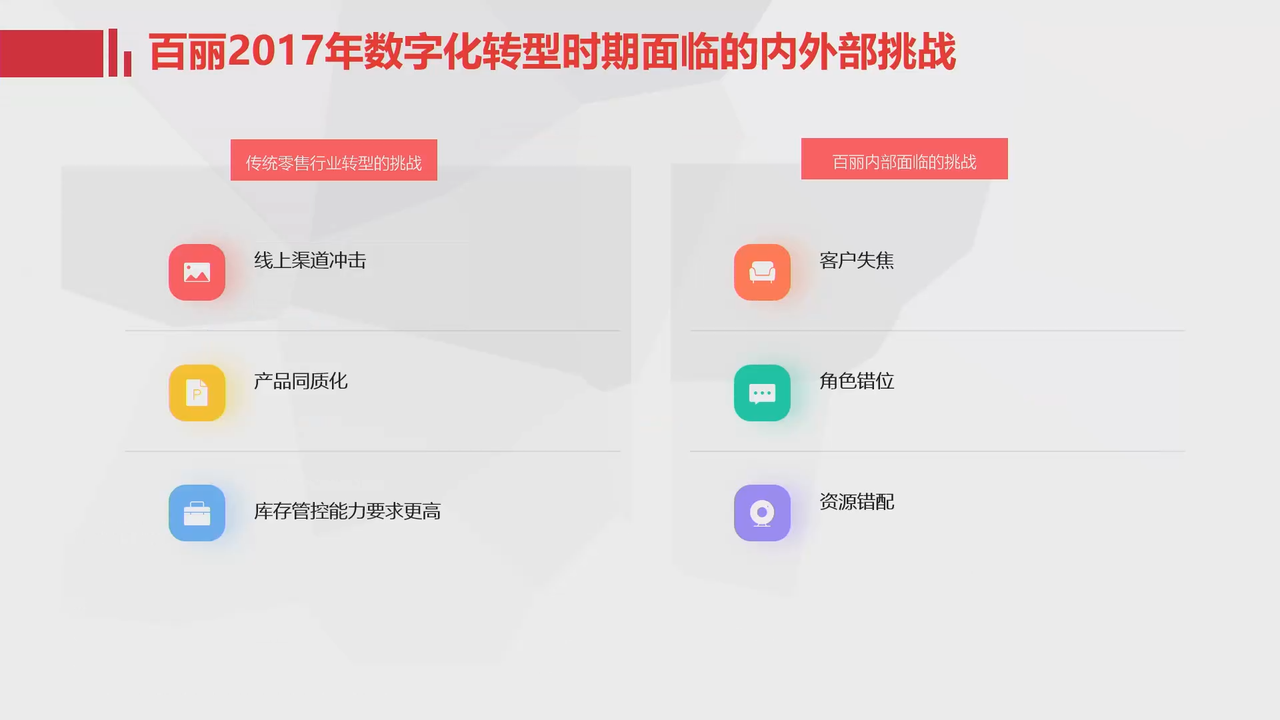 百丽2017年数字化转型时期面临的内外部挑战
传统零售行业转型的挑战
线上渠道冲击
产品同质化
P
库存管控能力要求更高
百丽内部面临的挑战
客户失焦
角色错位
资源错配